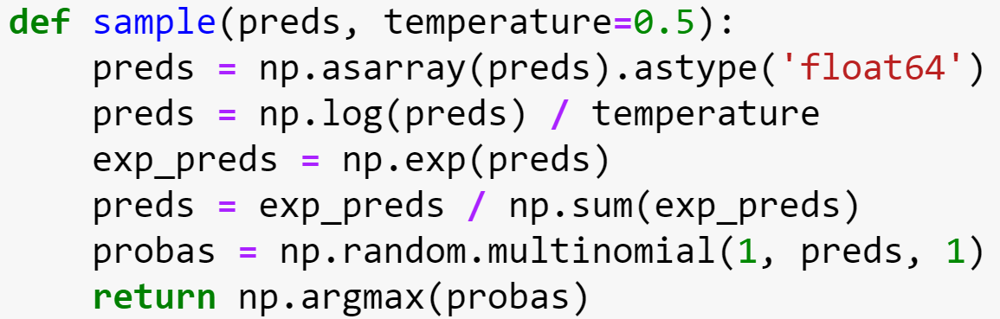 def sample(preds, temperature=0.5):
    preds = np.asarray(preds).astype('float64')
    preds = np.log(preds) / temperature
    exp_preds = np.exp(preds)
    preds = exp_preds / np.sum(exp_preds)
    probas = np.random.multinomial(1, preds, 1)
    return np.argmax(probas)